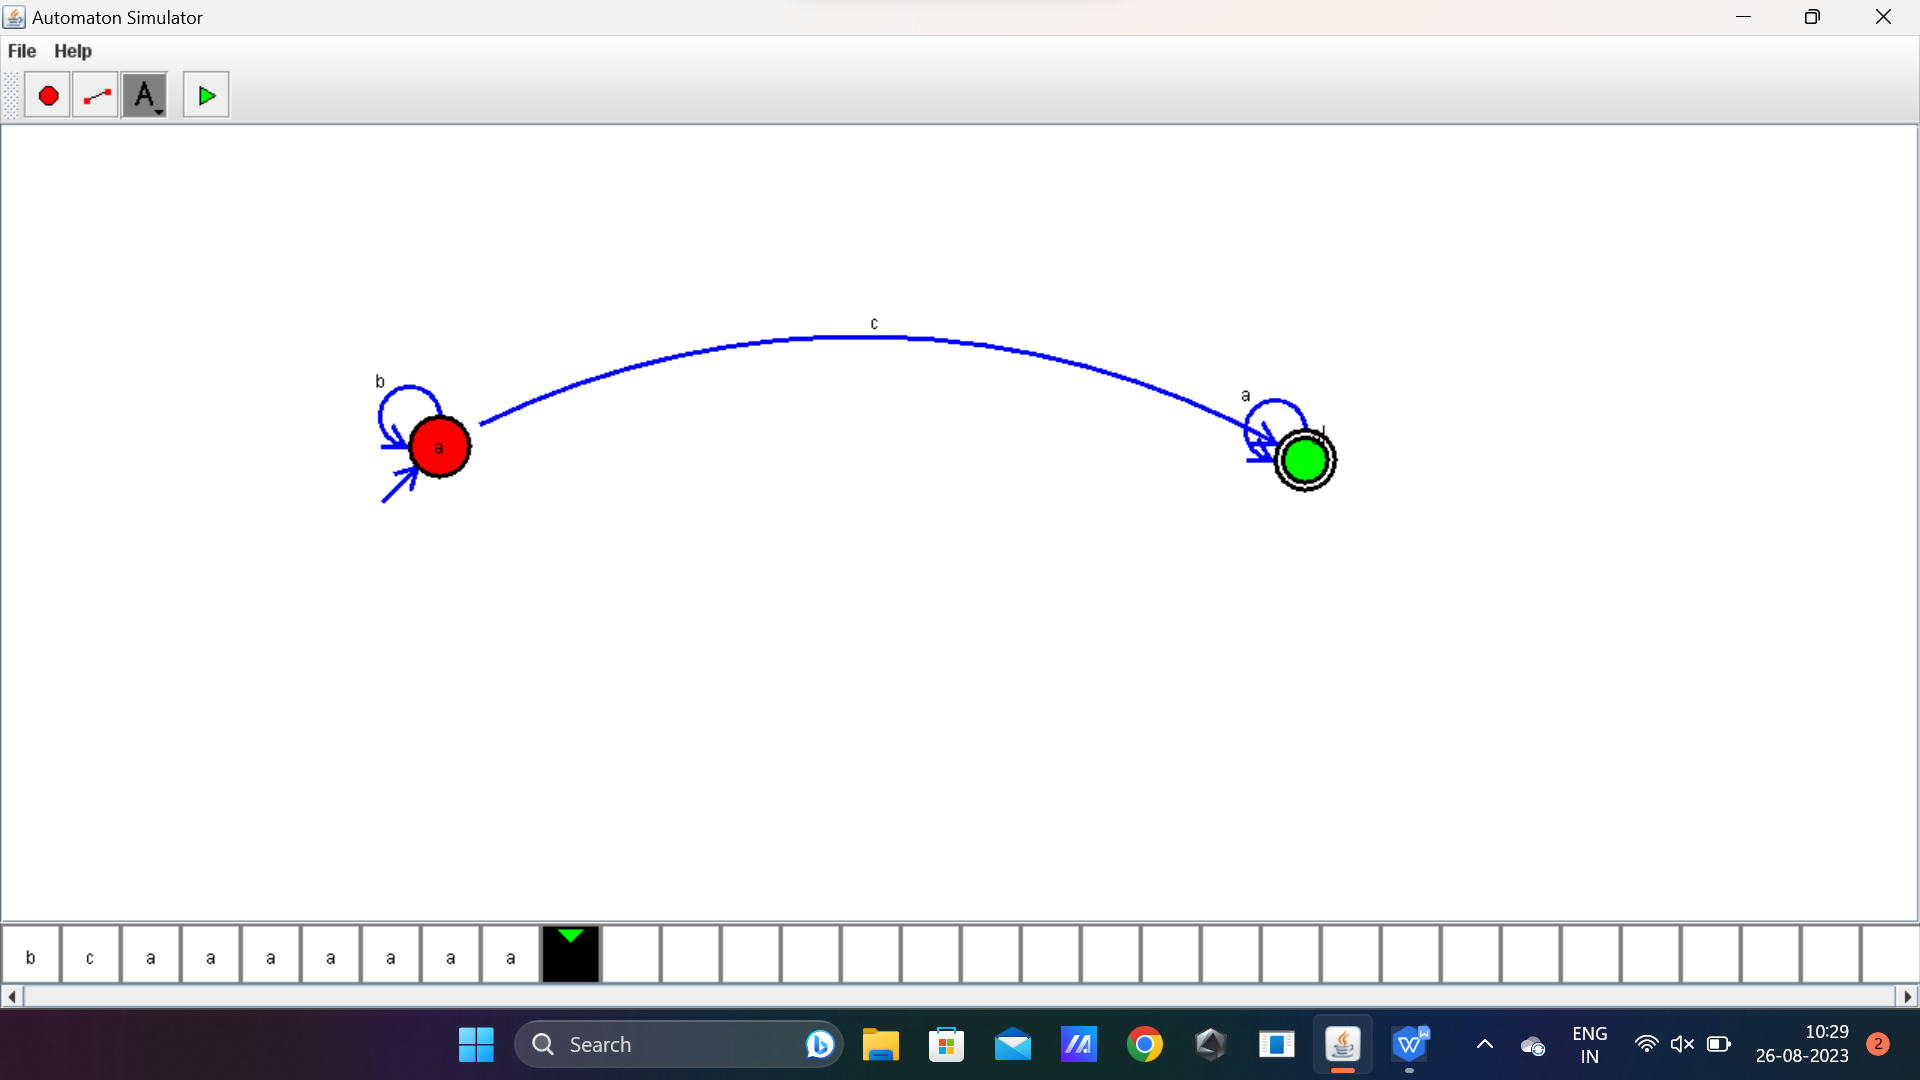 Automaton Simulator
File Help
A
c
b
a
a
d
b c a a a a a a a
Search
ENG
IN
10:29
26-08-2023
2